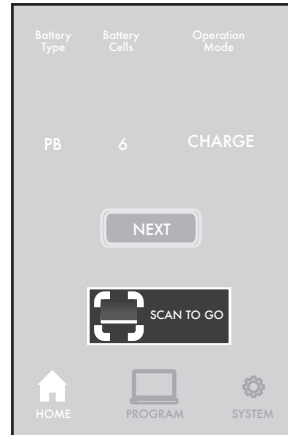 Battery Type Battery Cells Operation Mode
PB 6 CHARGE
NEXT
SCAN TO GO
HOME PROGRAM SYSTEM